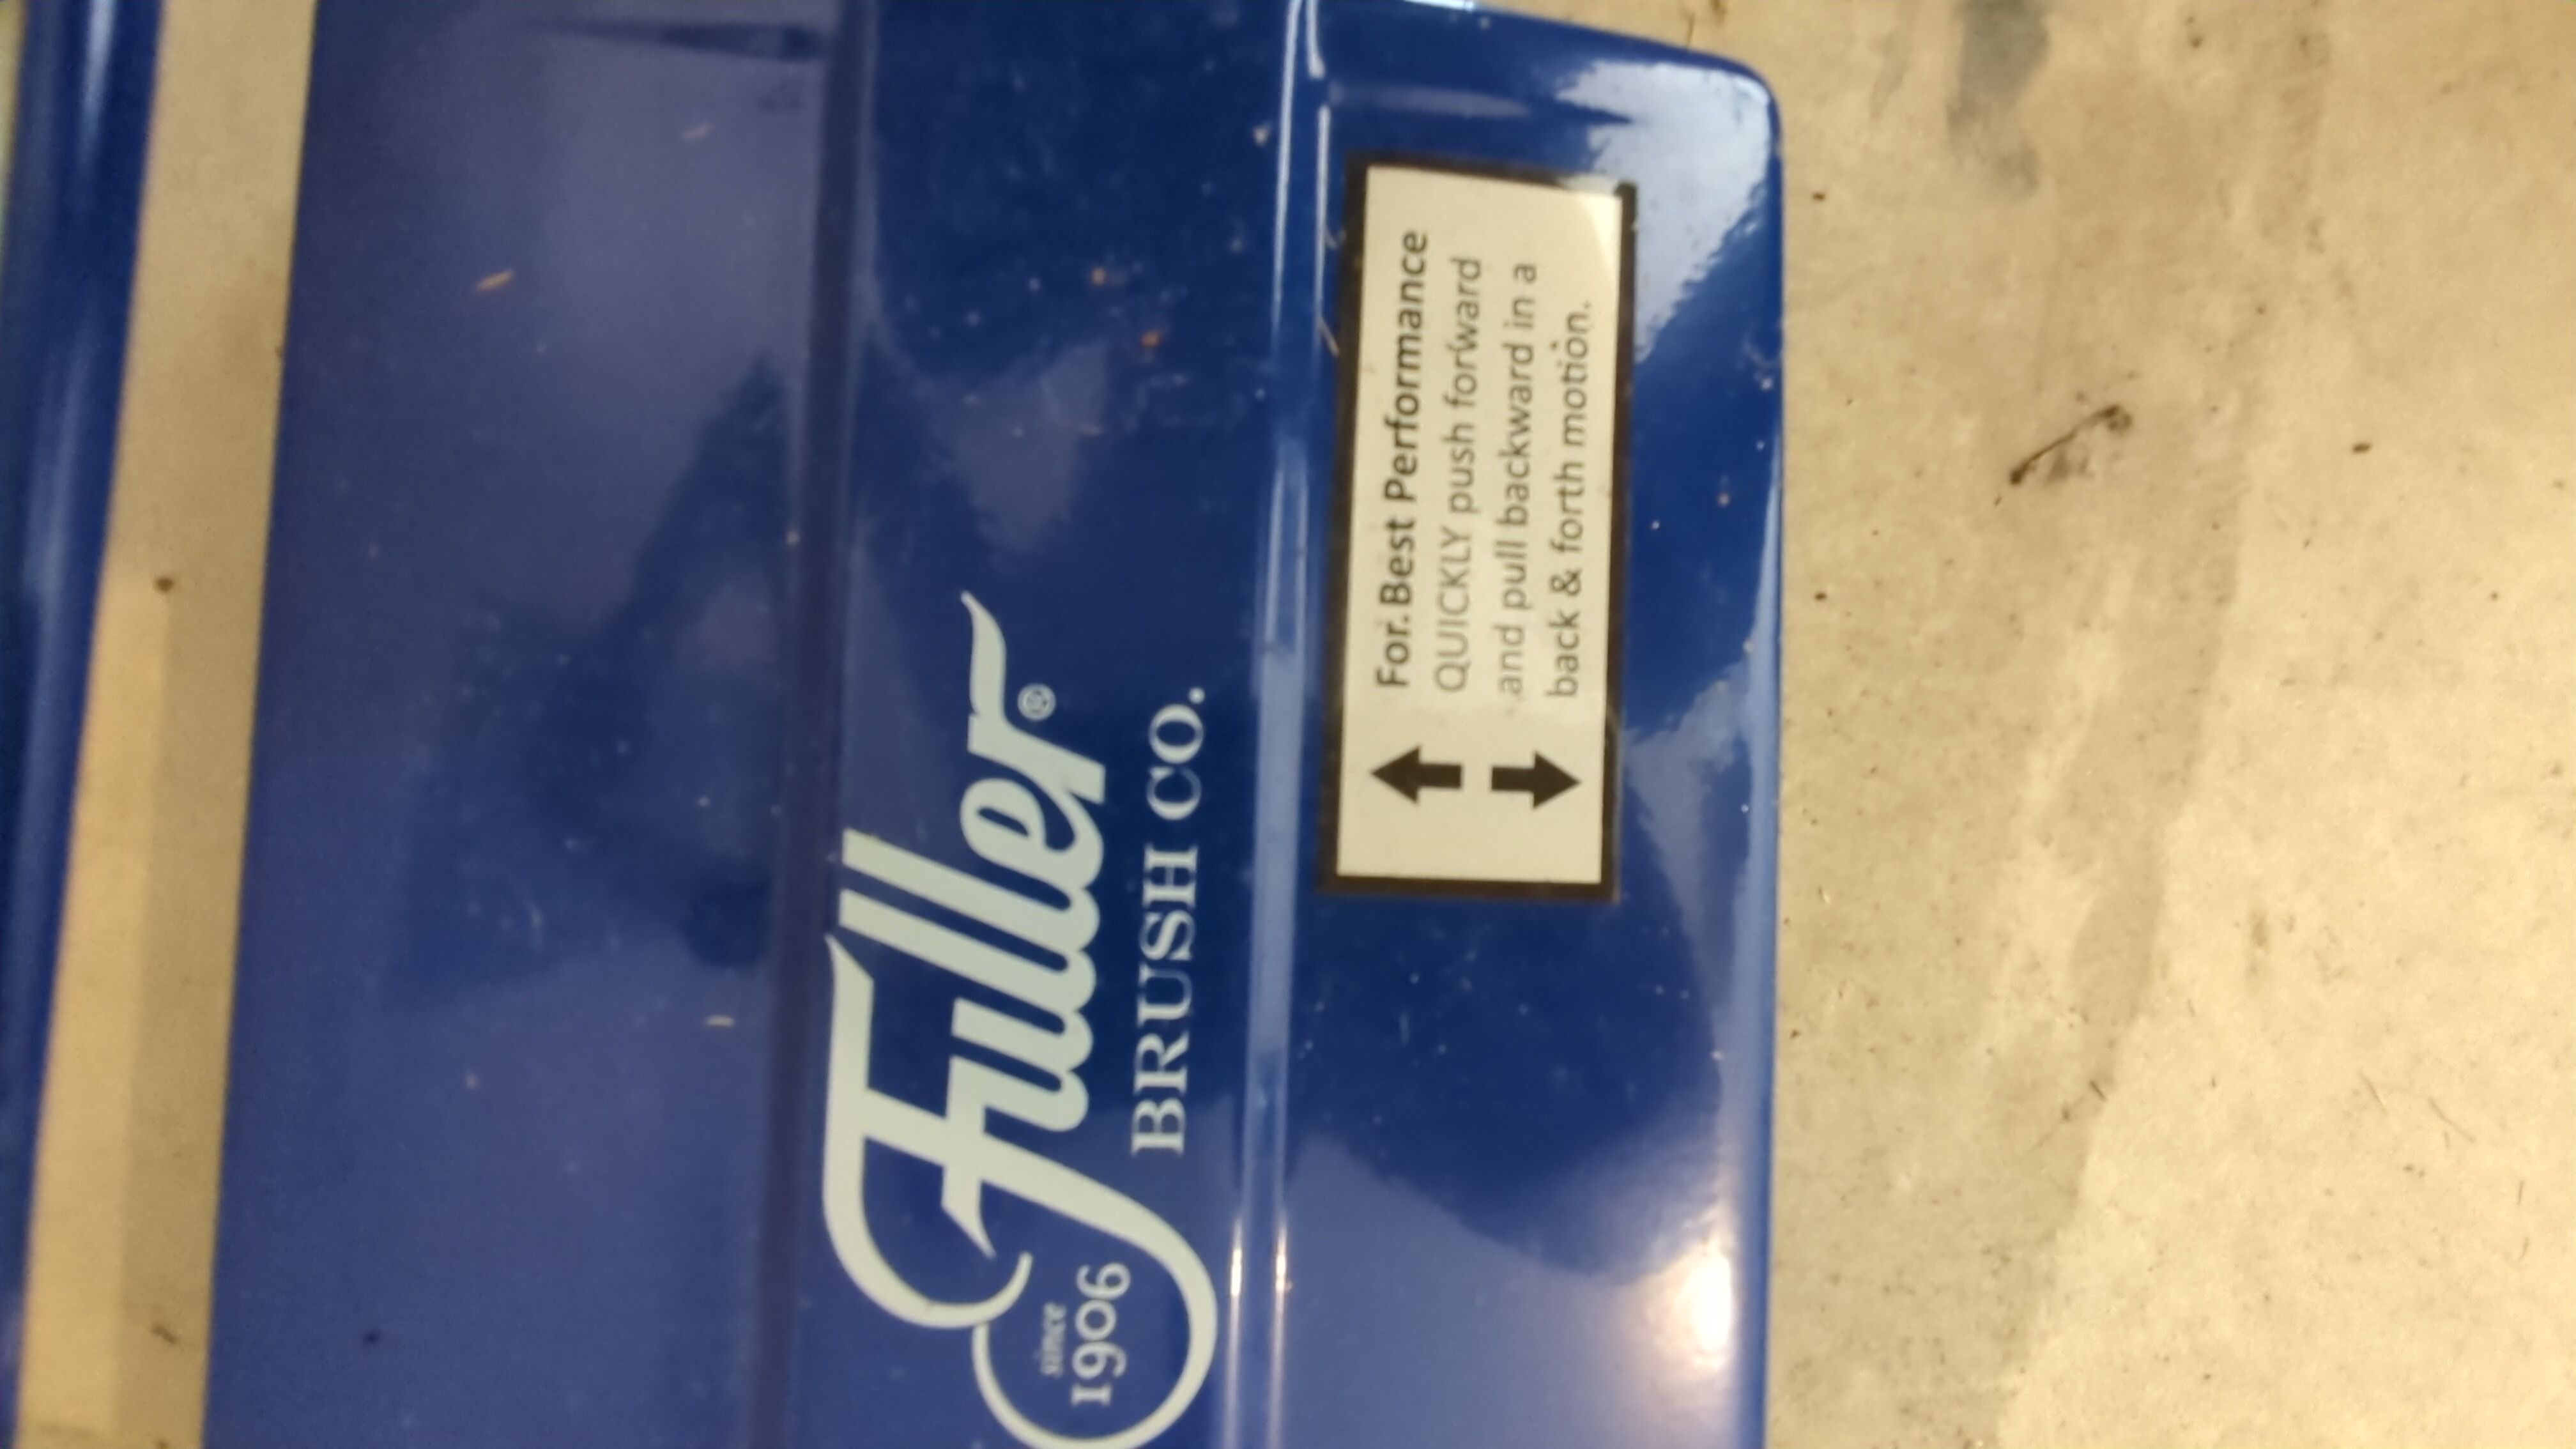 since
1906
Fuller®
BRUSH CO.
For Best Performance
QUICKLY push forward
and pull backward in a
back & forth motion.